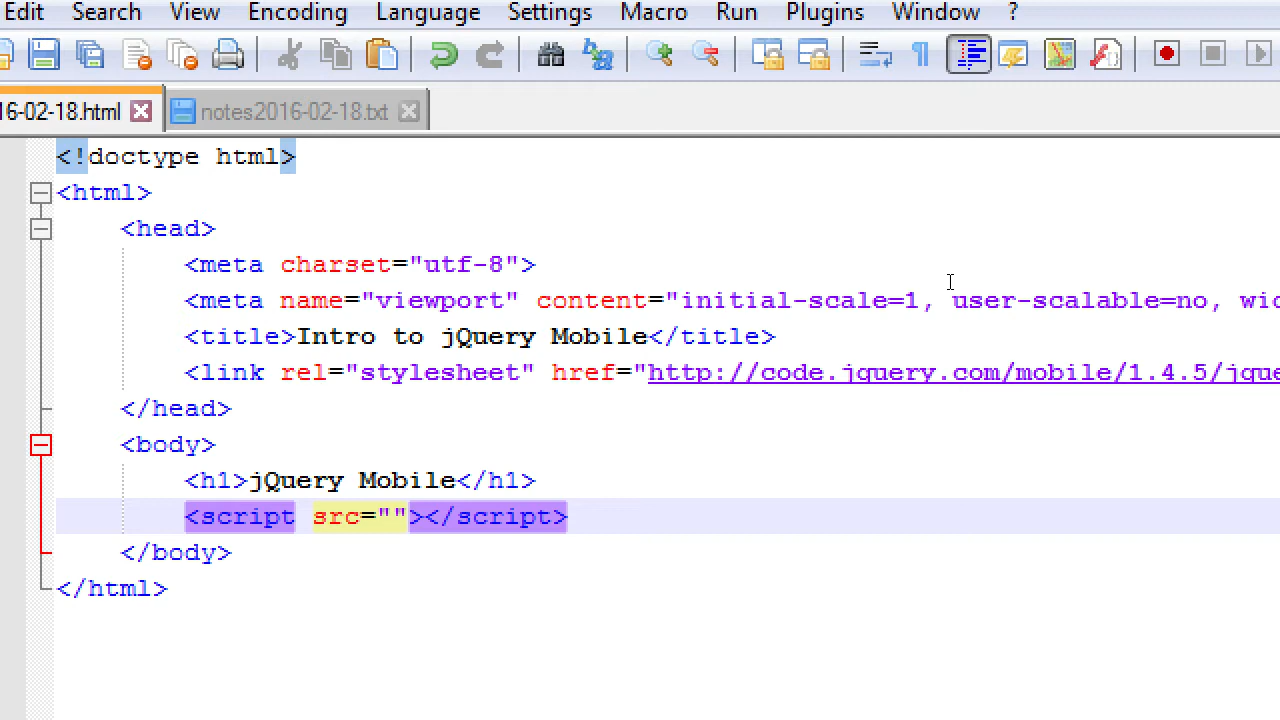 Edit Search View Encoding Language Settings Macro Run Plugins Window ?
16-02-18.html notes2016-02-18.txt
<!doctype html>
<html>
<head>
<meta charset="utf-8">
<meta name="viewport" content="initial-scale=1, user-scalable=no, wid
<title>Intro to jQuery Mobile</title>
<link rel="stylesheet" href="http://code.jquery.com/mobile/1.4.5/jque
</head>
<body>
<h1>jQuery Mobile</h1>
<script src=""></script>
</body>
</html>